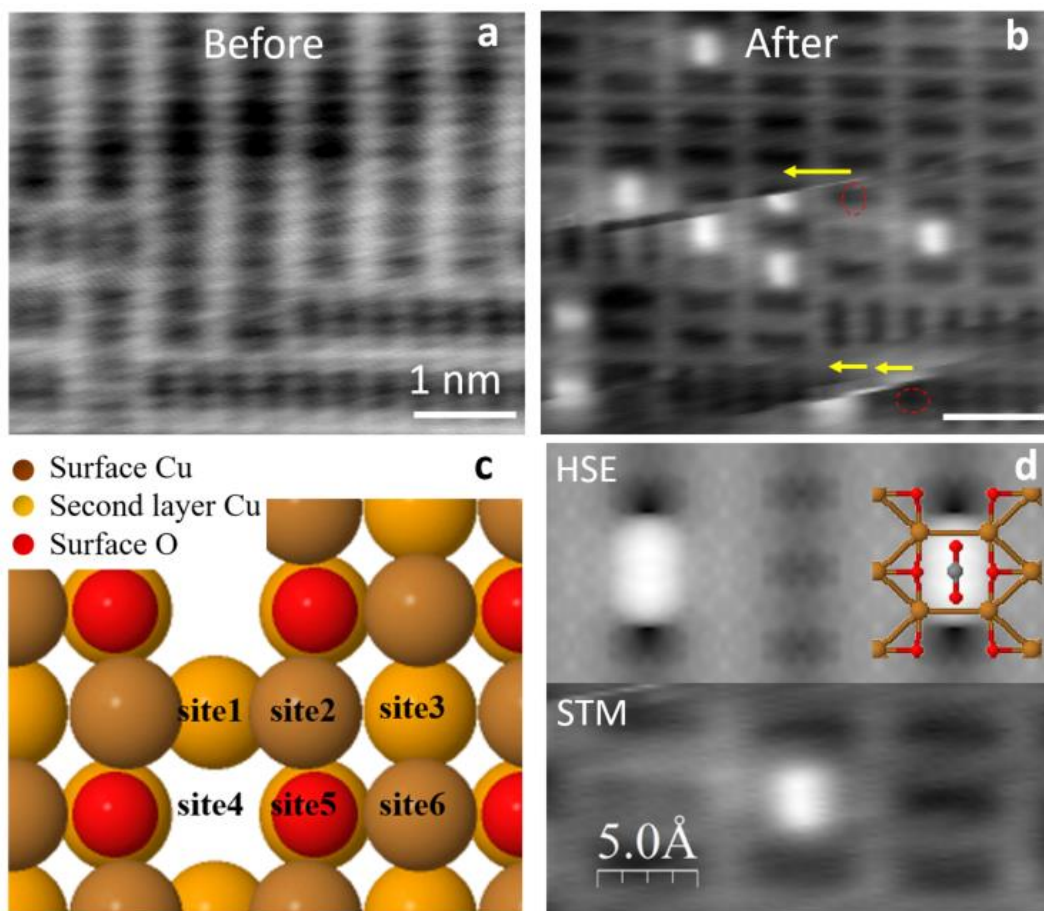 Before
a
1 nm
After
b
Surface Cu
c
Second layer Cu
Surface O
site1 site2 site3
site4 site5 site6
HSE
d
STM
5.0Å